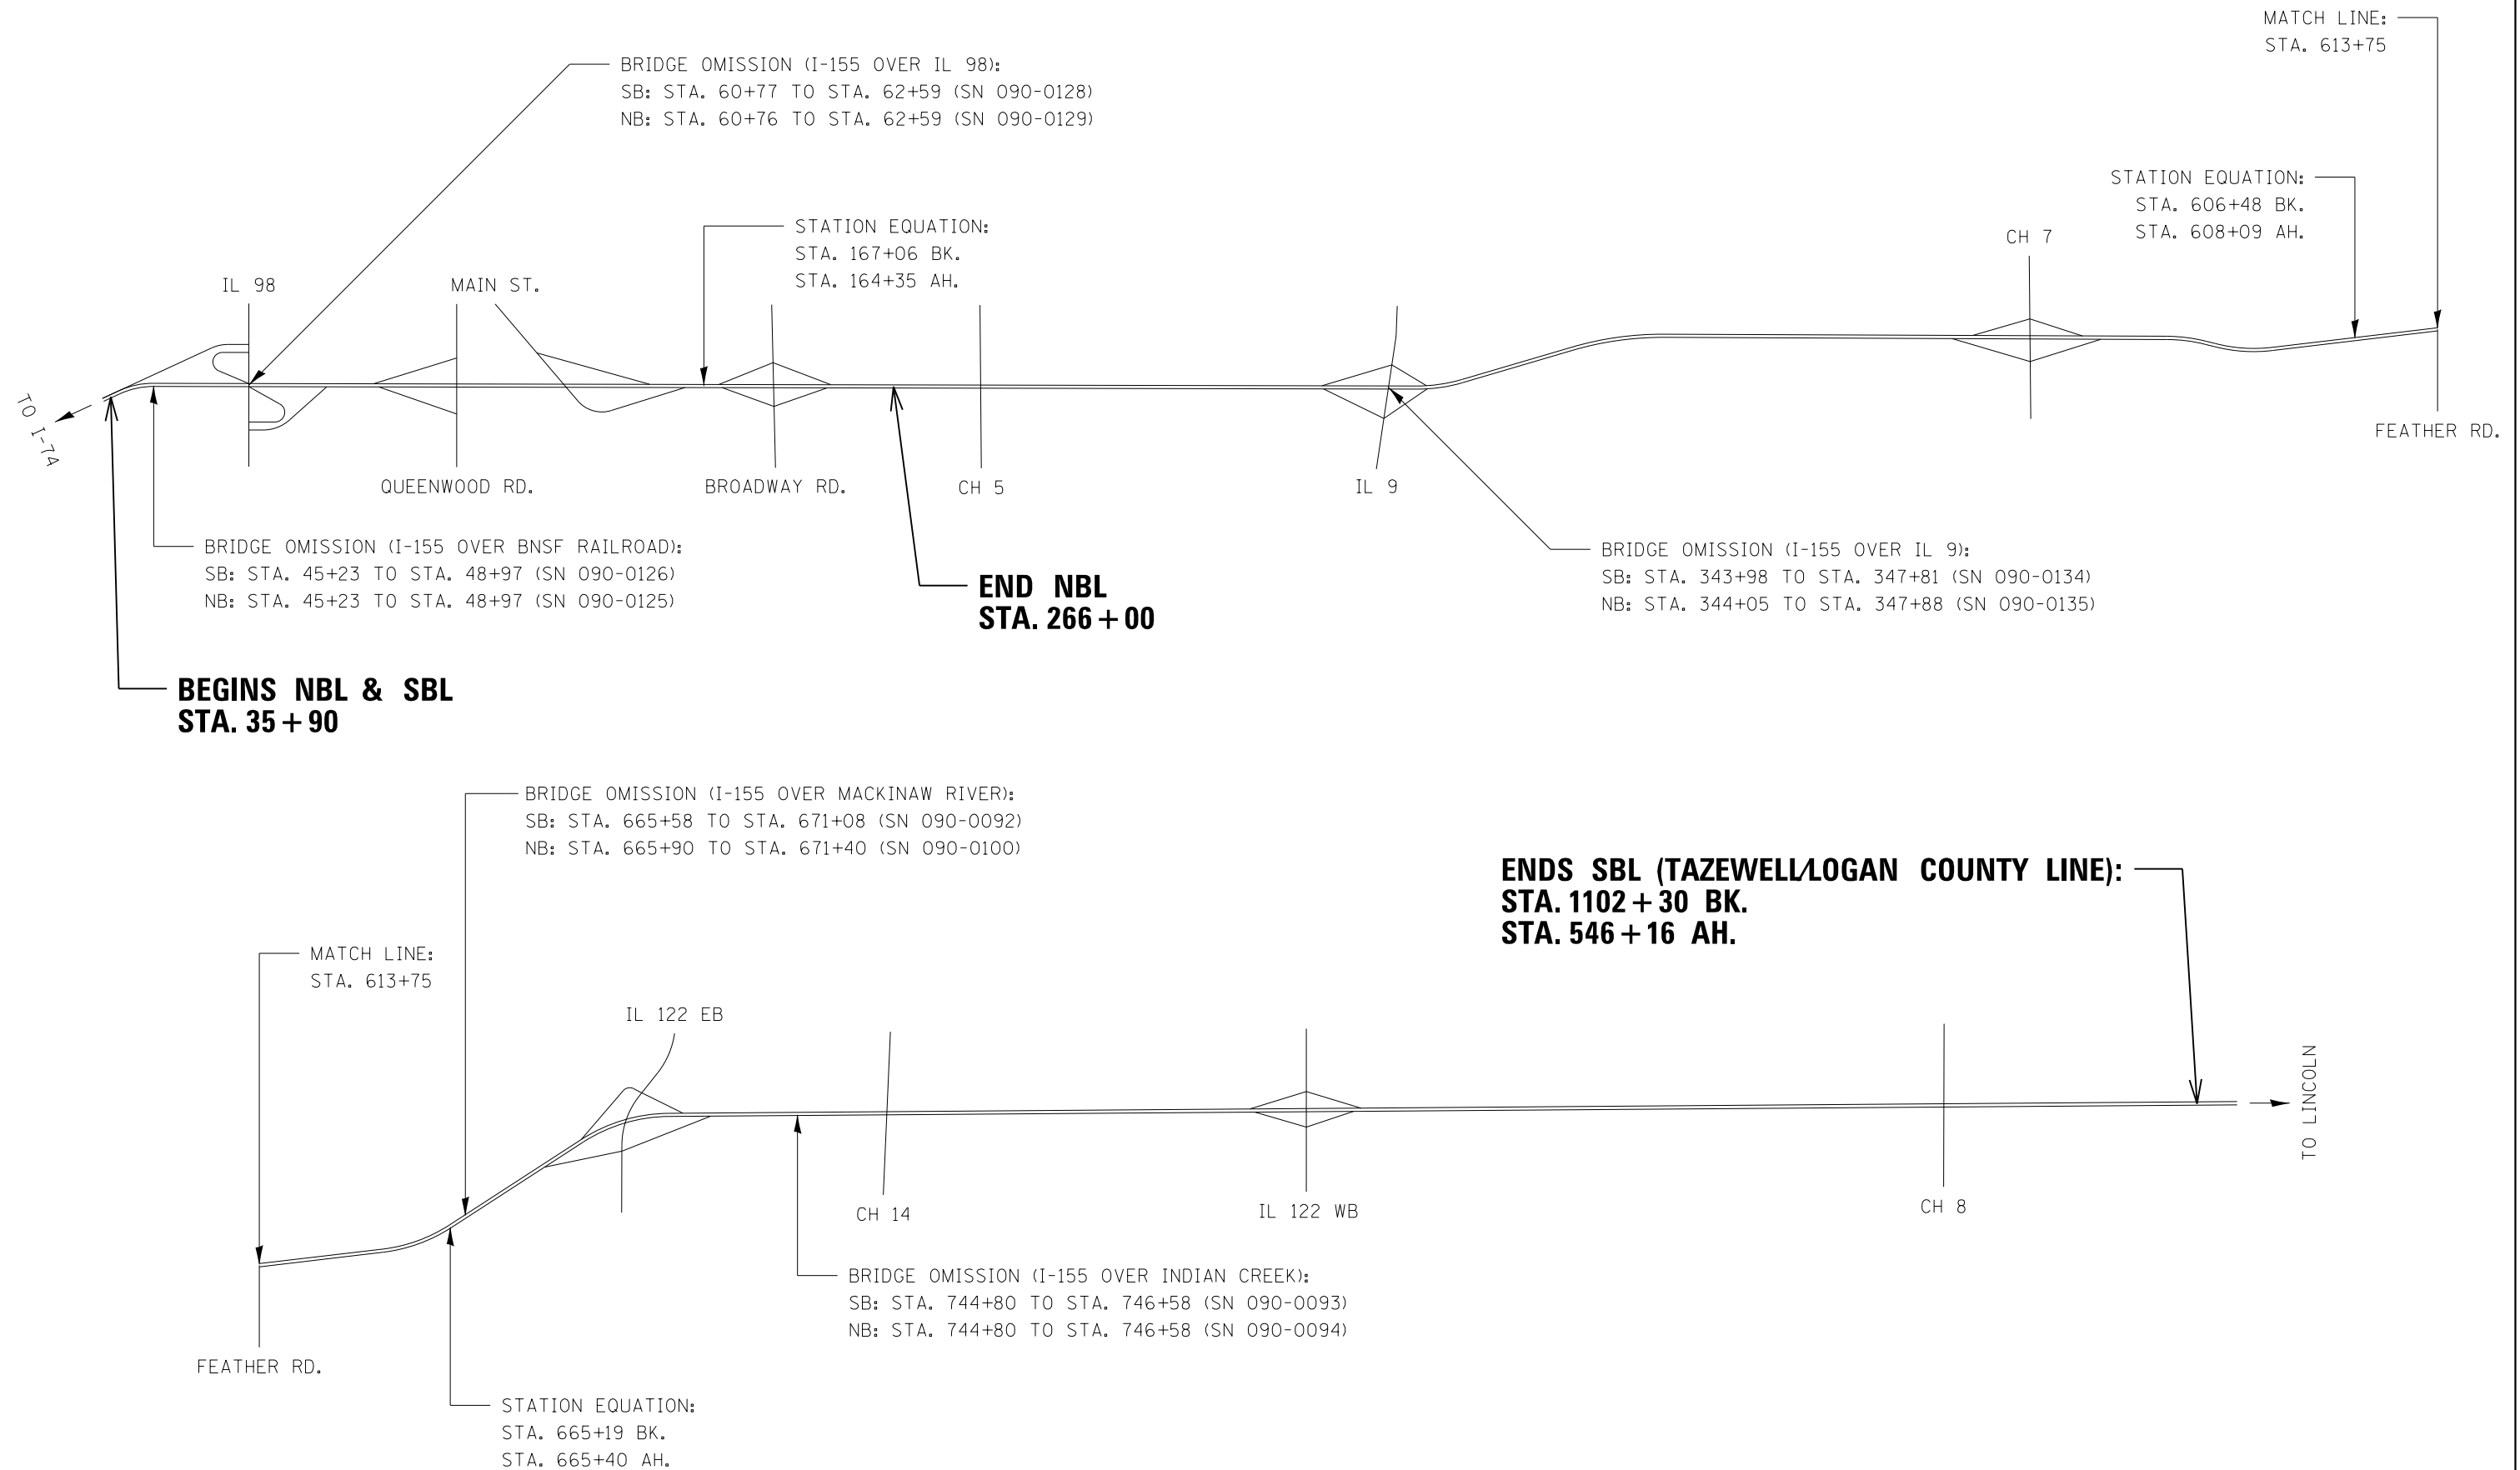 MATCH LINE:
STA. 613+75
BRIDGE OMISSION (I-155 OVER IL 98):
SB: STA. 60+77 TO STA. 62+59 (SN 090-0128)
NB: STA. 60+76 TO STA. 62+59 (SN 090-0129)
STATION EQUATION:
STA. 606+48 BK.
STA. 608+09 AH.
STATION EQUATION:
STA. 167+06 BK.
STA. 164+35 AH.
CH 7
IL 98
MAIN ST.
TO I-74
FEATHER RD.
QUEENWOOD RD.
BROADWAY RD.
CH 5
IL 9
BRIDGE OMISSION (I-155 OVER BNSF RAILROAD):
SB: STA. 45+23 TO STA. 48+97 (SN 090-0126)
NB: STA. 45+23 TO STA. 48+97 (SN 090-0125)
END NBL
STA. 266+00
BRIDGE OMISSION (I-155 OVER IL 9):
SB: STA. 343+98 TO STA. 347+81 (SN 090-0134)
NB: STA. 344+05 TO STA. 347+88 (SN 090-0135)
BEGINS NBL & SBL
STA. 35+90
BRIDGE OMISSION (I-155 OVER MACKINAW RIVER):
SB: STA. 665+58 TO STA. 671+08 (SN 090-0092)
NB: STA. 665+90 TO STA. 671+40 (SN 090-0100)
ENDS SBL (TAZEWELL/LOGAN COUNTY LINE):
STA. 1102+30 BK.
STA. 546+16 AH.
MATCH LINE:
STA. 613+75
IL 122 EB
TO LINCOLN
CH 14
IL 122 WB
CH 8
BRIDGE OMISSION (I-155 OVER INDIAN CREEK):
SB: STA. 744+80 TO STA. 746+58 (SN 090-0093)
NB: STA. 744+80 TO STA. 746+58 (SN 090-0094)
FEATHER RD.
STATION EQUATION:
STA. 665+19 BK.
STA. 665+40 AH.